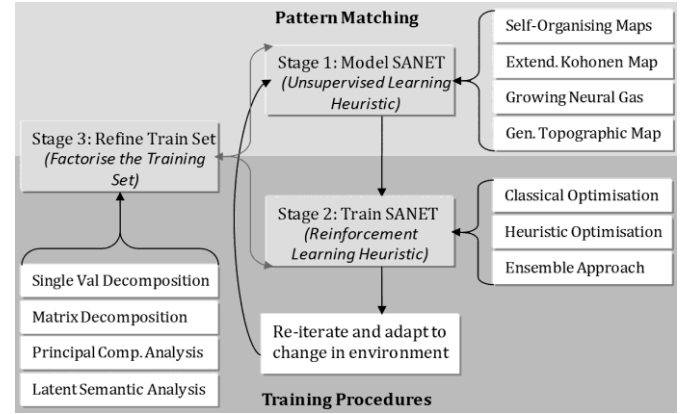 Pattern Matching
Stage 1: Model SANET
(Unsupervised Learning
Heuristic)
Self-Organising Maps
Extend. Kohonen Map
Growing Neural Gas
Gen. Topographic Map
Stage 3: Refine Train Set
(Factorise the Training
Set)
Stage 2: Train SANET
(Reinforcement
Learning Heuristic)
Classical Optimisation
Heuristic Optimisation
Ensemble Approach
Single Val Decomposition
Matrix Decomposition
Principal Comp. Analysis
Latent Semantic Analysis
Re-iterate and adapt to
change in environment
Training Procedures